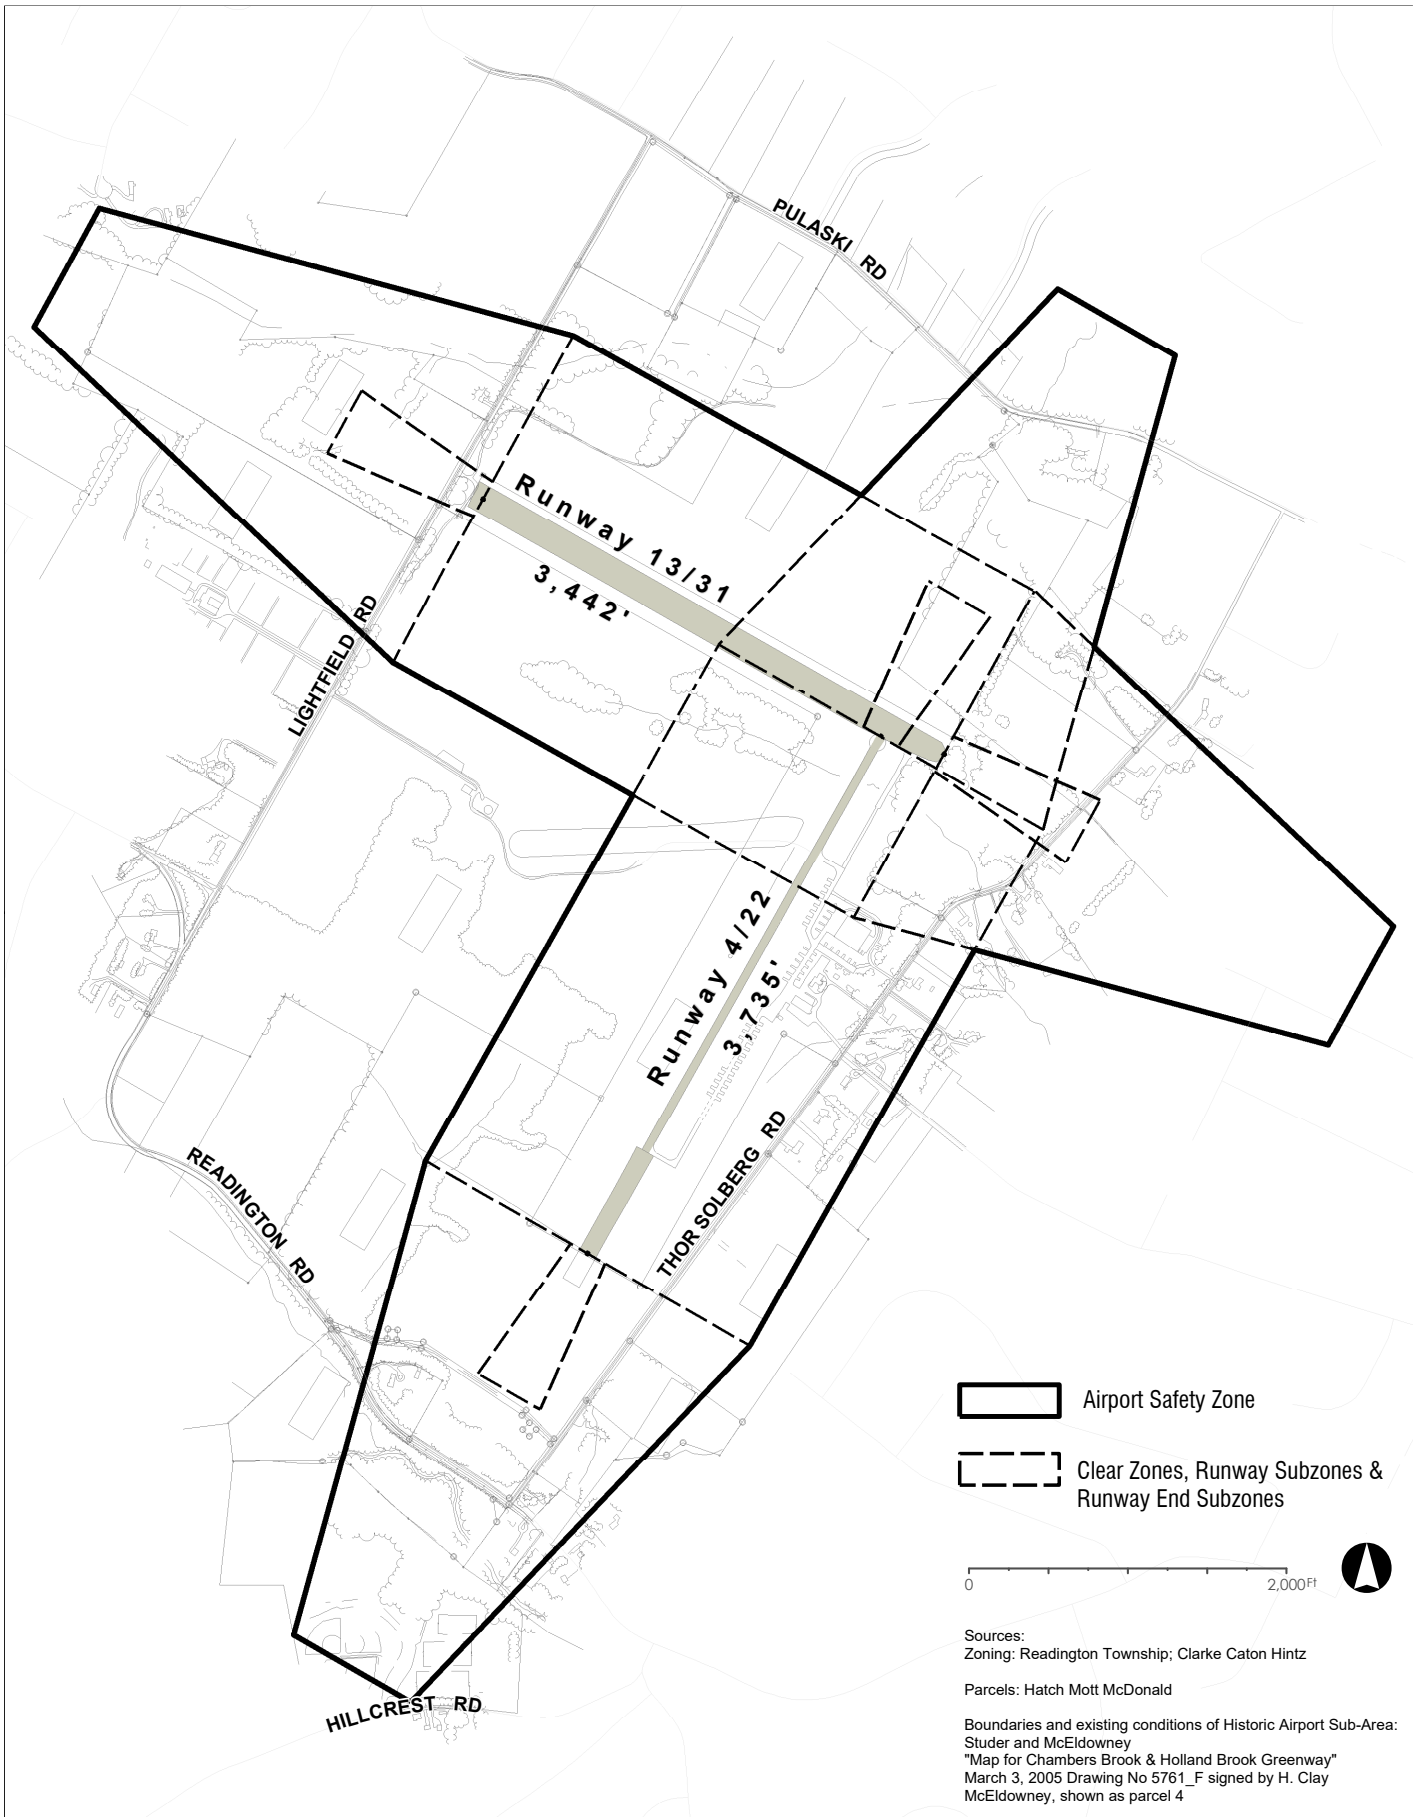 PULASKI RD
Runway 13/31
3,442'
LIGHTFIELD RD
Runway 4/22
3,735'
READINGTON RD
THOR SOLBERG RD
HILLCREST RD
Airport Safety Zone
Clear Zones, Runway Subzones &
Runway End Subzones
0 2,000Ft
Sources:
Zoning: Readington Township; Clarke Caton Hintz
Parcels: Hatch Mott McDonald
Boundaries and existing conditions of Historic Airport Sub-Area:
Studer and McEldowney
"Map for Chambers Brook & Holland Brook Greenway"
March 3, 2005 Drawing No 5761_F signed by H. Clay
McEldowney, shown as parcel 4